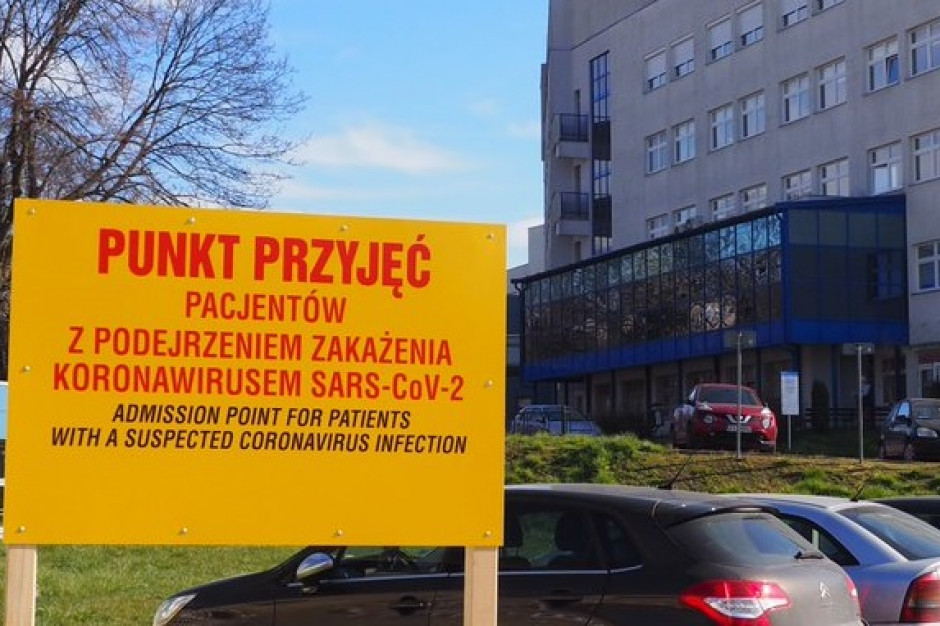 PUNKT PRZYJĘĆ
PACJENTÓW
Z PODEJRZENIEM ZAKAŻENIA
KORONAWIRUSEM SARS-CoV-2
ADMISSION POINT FOR PATIENTS
WITH A SUSPECTED CORONAVIRUS INFECTION